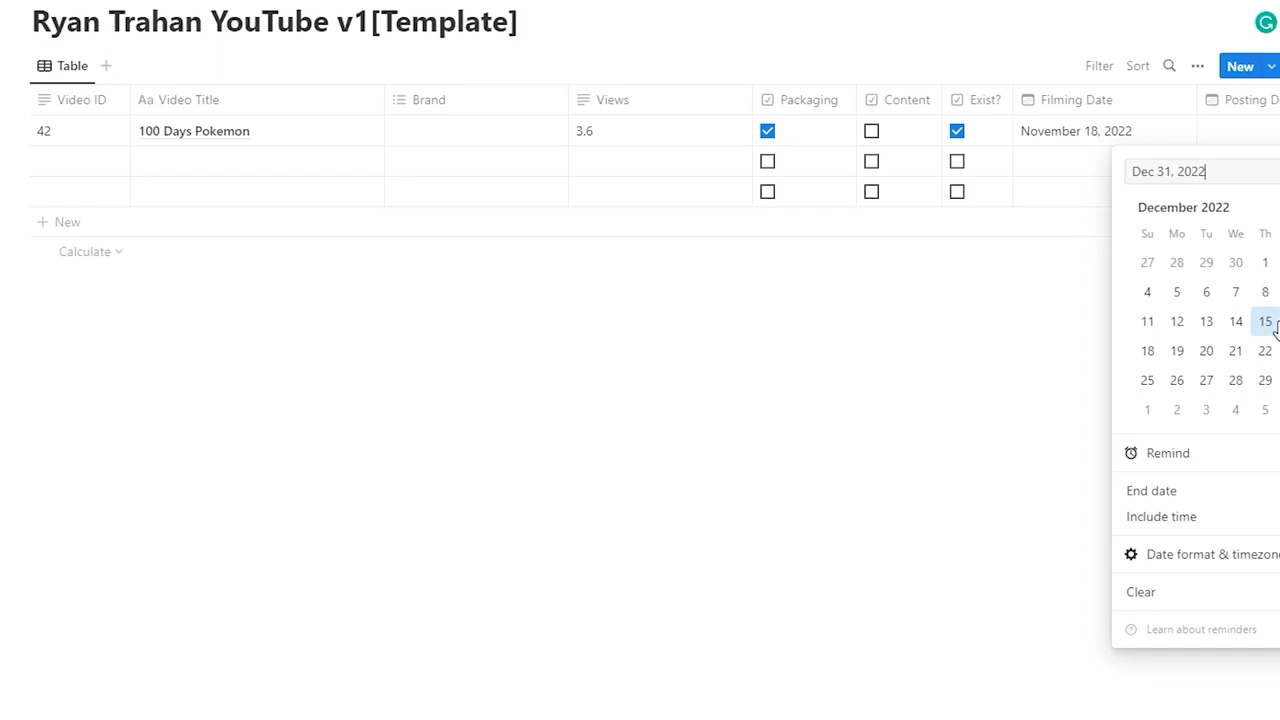 Ryan Trahan YouTube v1[Template]
Table
Filter Sort New
Video ID Aa Video Title Brand Views Packaging Content Exist? Filming Date Posting D
42 100 Days Pokemon 3.6 November 18, 2022
Dec 31, 2022
New
December 2022
Su Mo Tu We Th
Calculate
27 28 29 30 1
4 5 6 7 8
11 12 13 14 15
18 19 20 21 22
25 26 27 28 29
1 2 3 4 5
Remind
End date
Include time
Date format & timezone
Clear
Learn about reminders